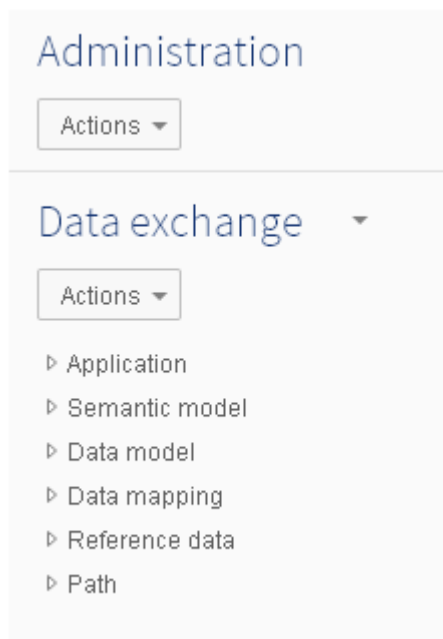 Administration
Actions
Data exchange
Actions
Application
Semantic model
Data model
Data mapping
Reference data
Path